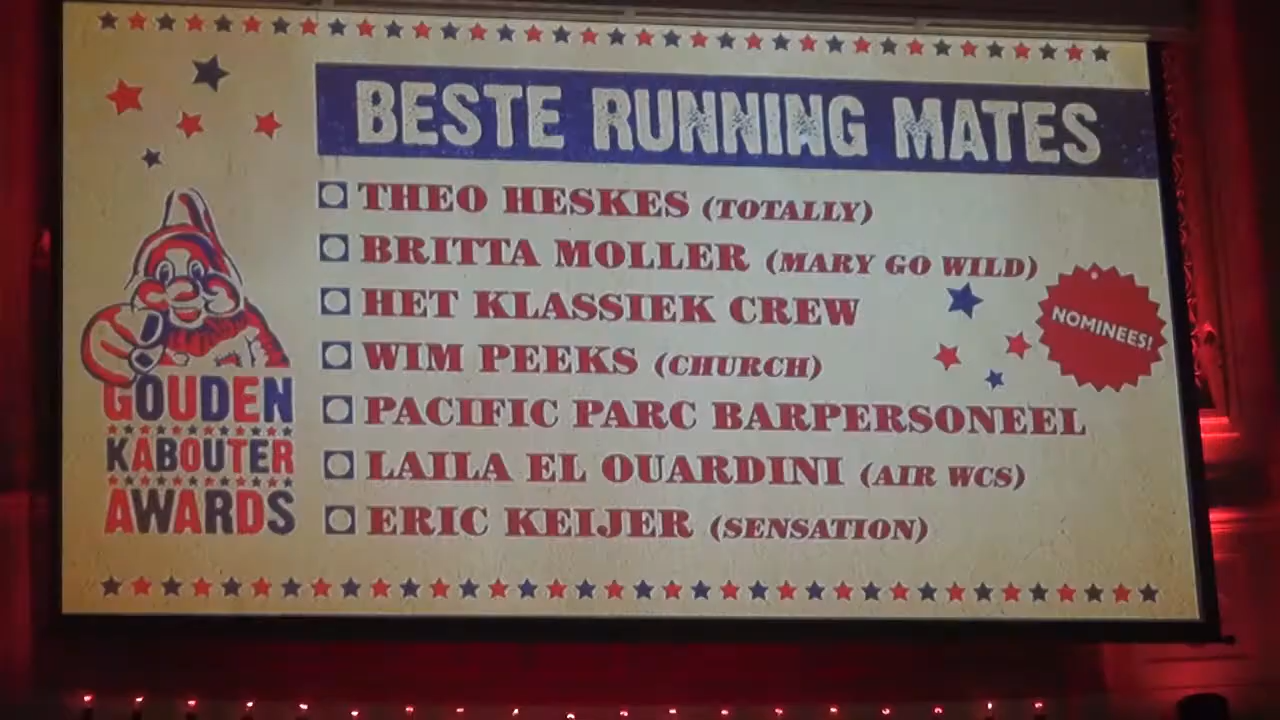 BESTE RUNNING MATES
THEO HESKES (TOTALLY)
BRITTA MOLLER (MARY GO WILD)
HET KLASSIEK CREW
WIM PEEKS (CHURCH)
PACIFIC PARC BARPERSONEEL
LAILA EL OUARDINI (AIR WCS)
ERIC KEIJER (SENSATION)
NOMINEES!
GOUDEN
KABOUTER
AWARDS